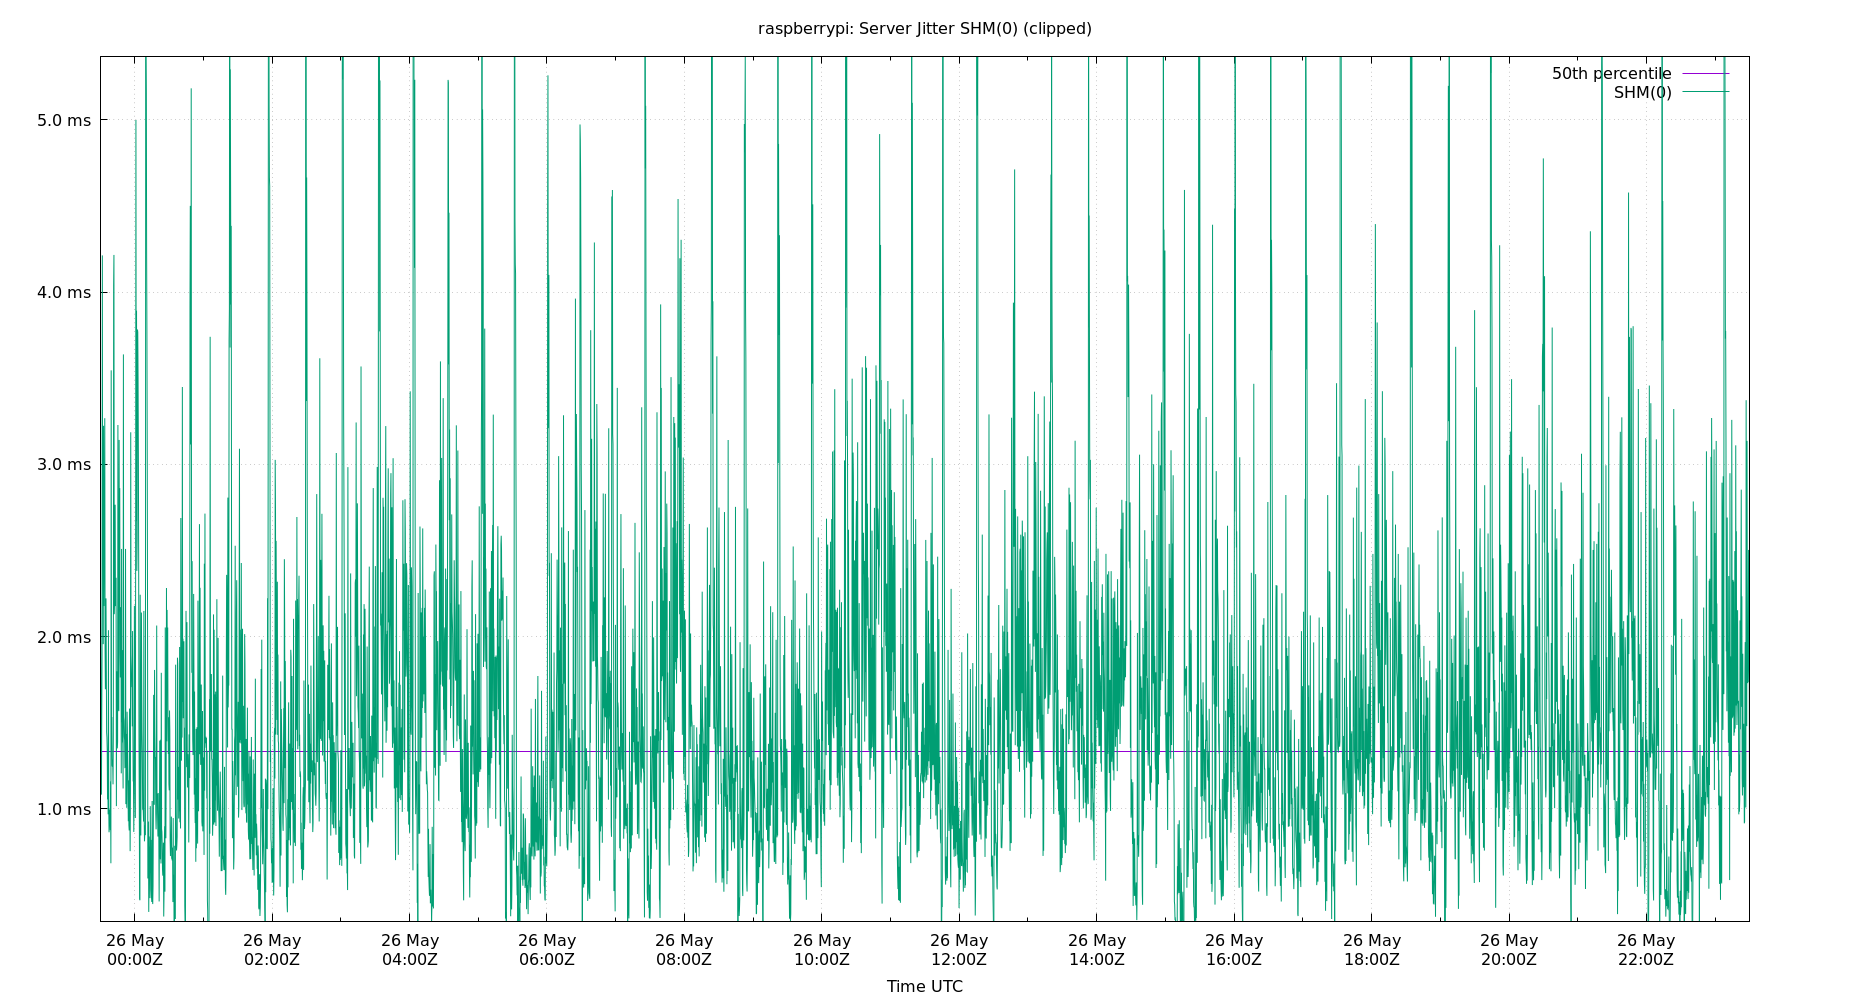 raspberrypi: Server Jitter SHM(0) (clipped)
50th percentile
SHM(0)
5.0 ms
4.0 ms
3.0 ms
2.0 ms
1.0 ms
26 May 26 May 26 May 26 May 26 May 26 May 26 May 26 May 26 May 26 May 26 May 26 May
00:00Z 02:00Z 04:00Z 06:00Z 08:00Z 10:00Z 12:00Z 14:00Z 16:00Z 18:00Z 20:00Z 22:00Z
Time UTC